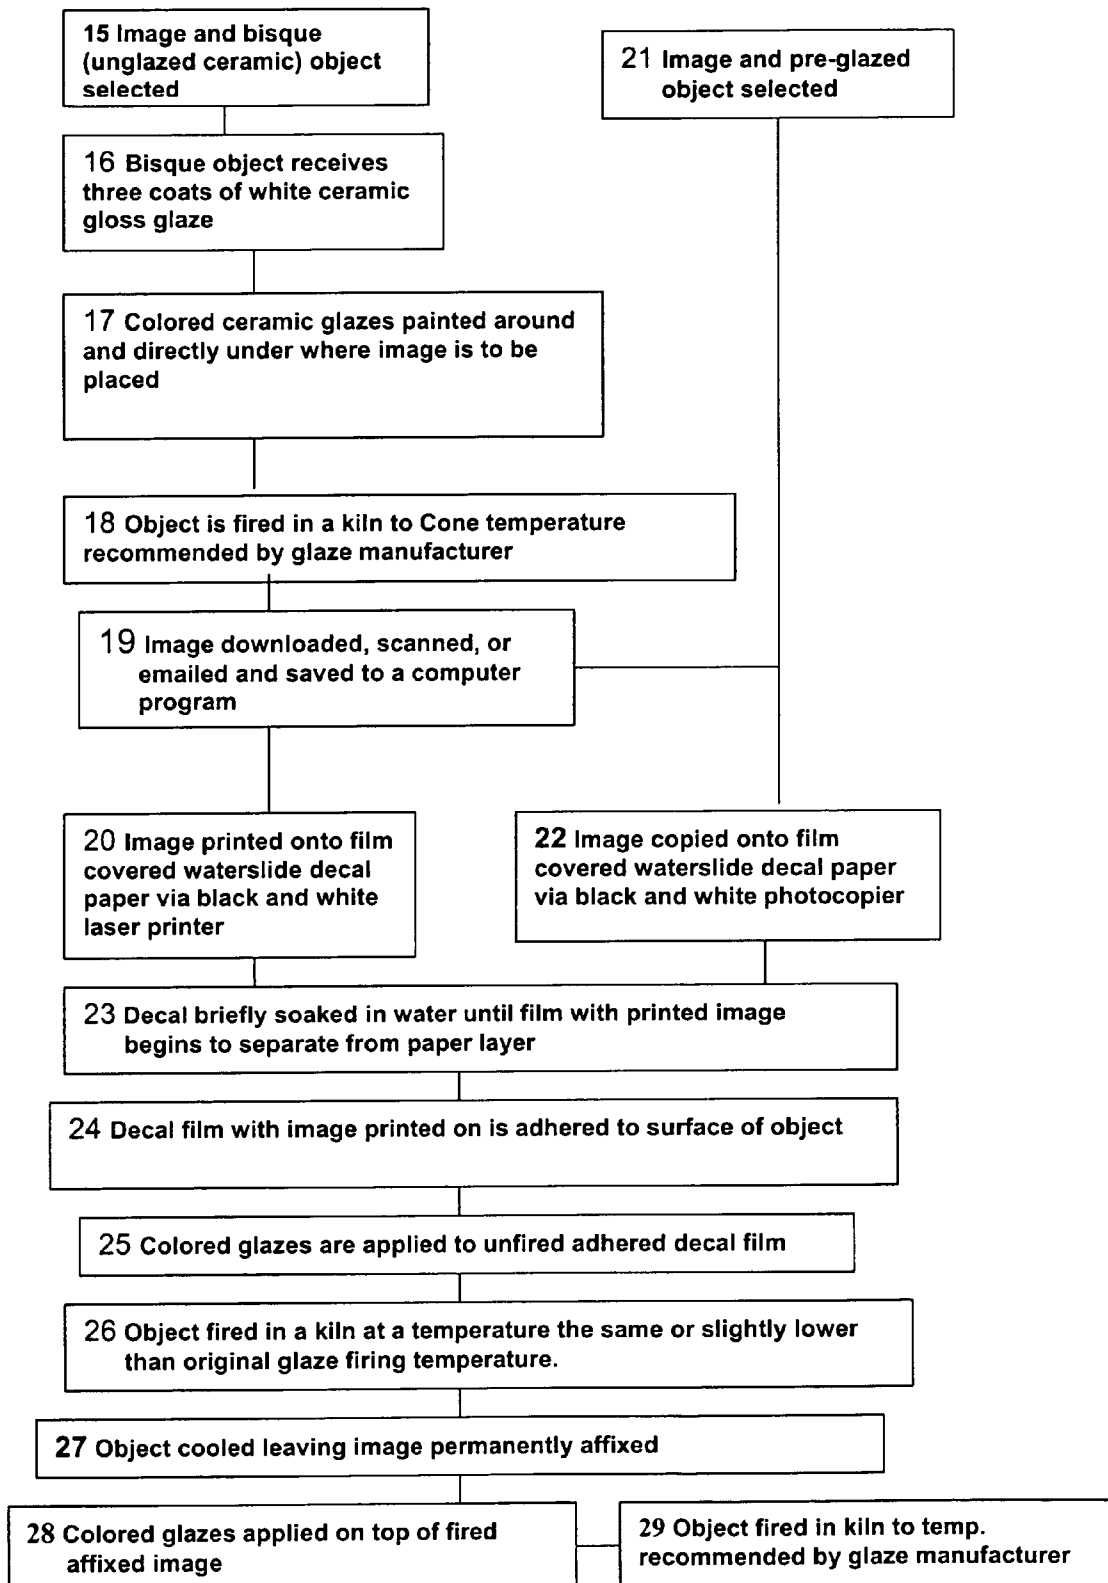 15 Image and bisque
(unglazed ceramic) object
selected
21 Image and pre-glazed
object selected
16 Bisque object receives
three coats of white ceramic
gloss glaze
17 Colored ceramic glazes painted around
and directly under where image is to be
placed
18 Object is fired in a kiln to Cone temperature
recommended by glaze manufacturer
19 Image downloaded, scanned, or
emailed and saved to a computer
program
20 Image printed onto film
covered waterslide decal
paper via black and white
laser printer
22 Image copied onto film
covered waterslide decal paper
via black and white photocopier
23 Decal briefly soaked in water until film with printed image
begins to separate from paper layer
24 Decal film with image printed on is adhered to surface of object
25 Colored glazes are applied to unfired adhered decal film
26 Object fired in a kiln at a temperature the same or slightly lower
than original glaze firing temperature.
27 Object cooled leaving image permanently affixed
28 Colored glazes applied on top of fired
affixed image
29 Object fired in kiln to temp.
recommended by glaze manufacturer